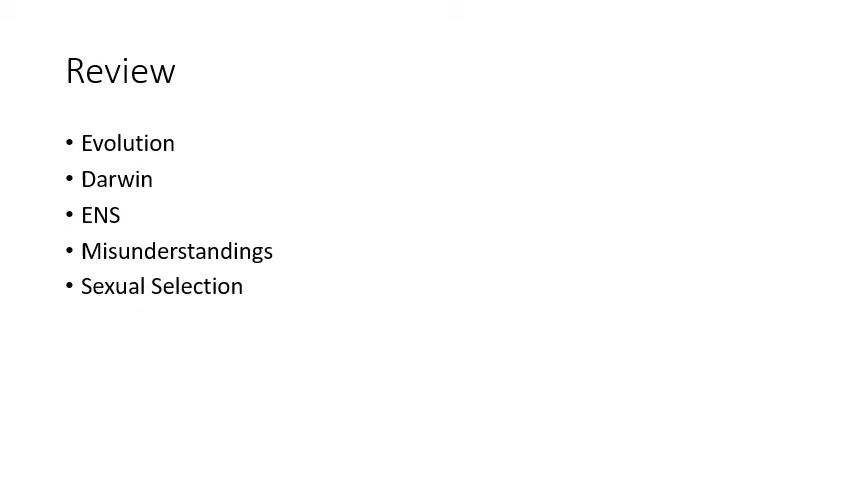 Review
• Evolution
• Darwin
• ENS
• Misunderstandings
• Sexual Selection